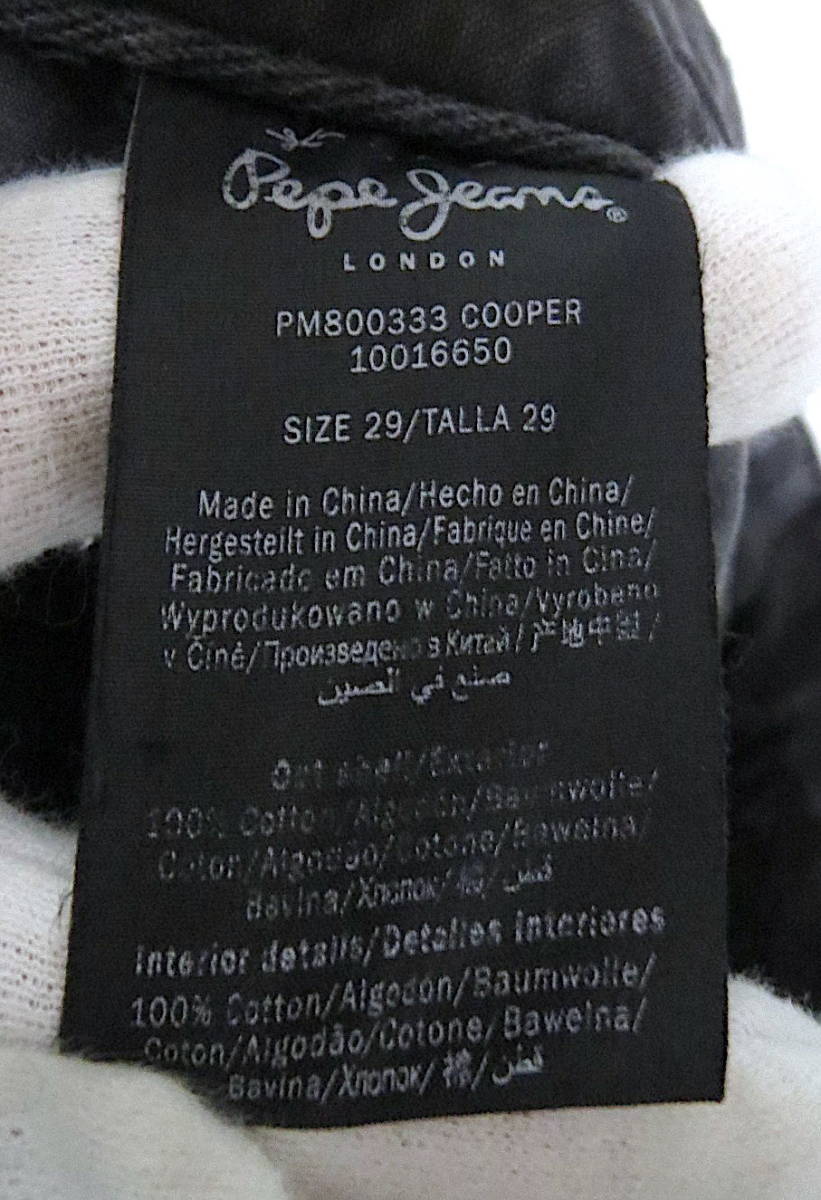 Pepe Jeans®
LONDON
PM800333 COOPER
10016650
SIZE 29/TALLA 29
Made in China/Hecho en China/
Hergestellt in China/Fabrique en Chine/
Fabricado em China/Fatto in Cina/
Wyprodukowano w China/Vyrobeno
v Číně/Произведено в Китай/产地中国/
صنع في الصين
Out shell/Exterior
100% Cotton/Algodón/Baumwolle/
Coton/Algodão/Cotone/Bawełna/
Bavlna/Хлопок/棉/قطن
Interior details/Detalles interiores
100% Cotton/Algodón/Baumwolle/
Coton/Algodão/Cotone/Bawełna/
Bavlna/Хлопок/棉/قطن